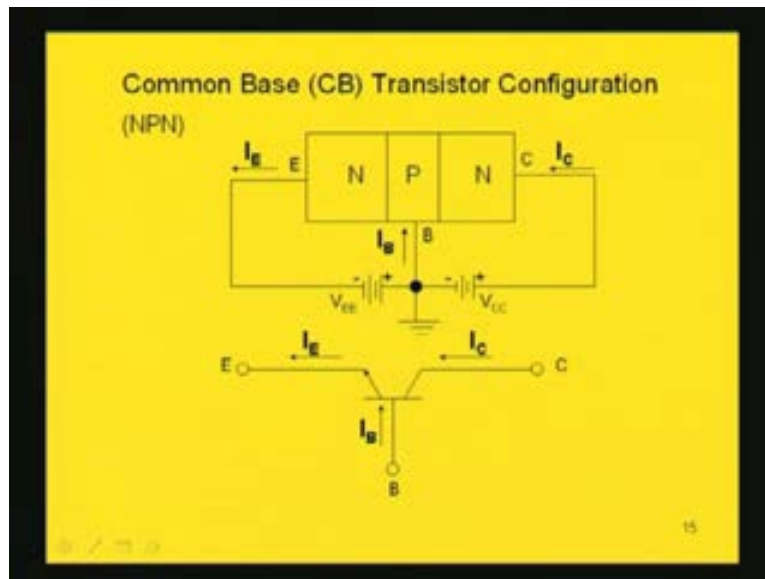 Common Base (CB) Transistor Configuration
(NPN)
I_E E N P N C I_C
I_B B
- + - +
V_EE V_CC
I_E I_C
E C
I_B
B
15